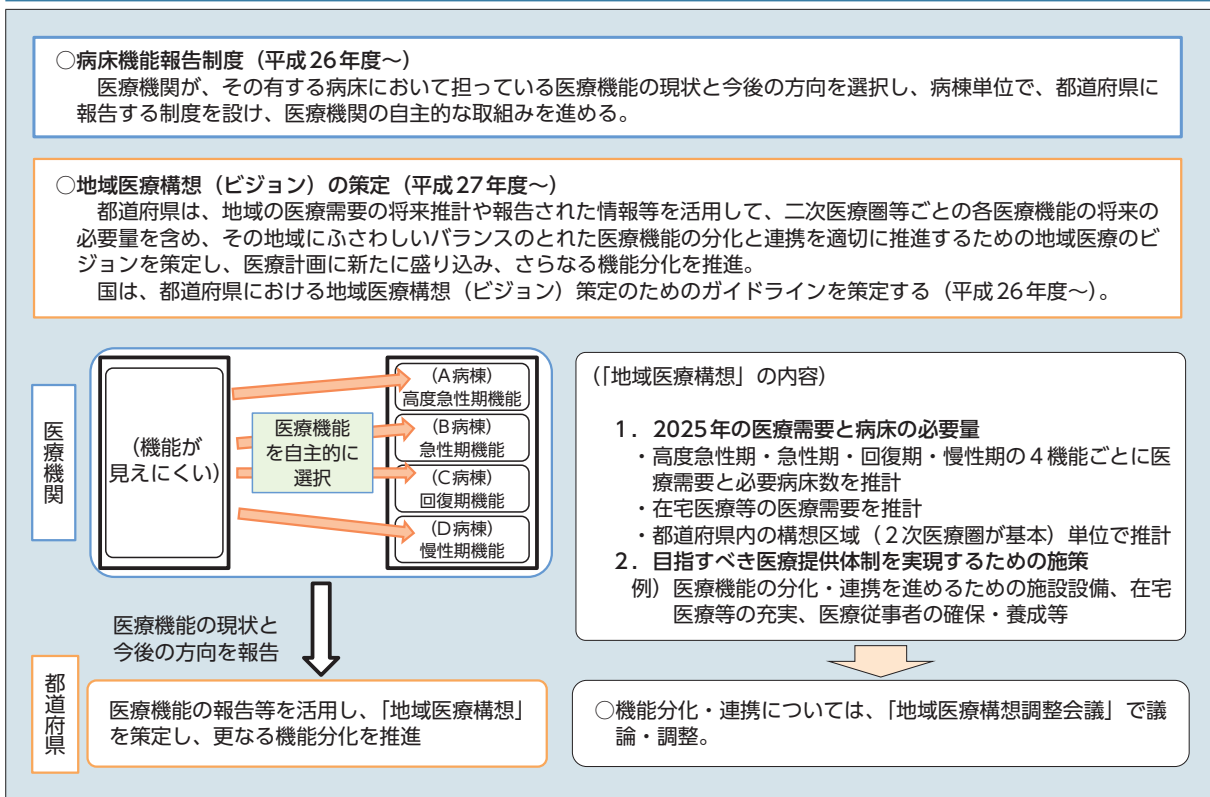 ○病床機能報告制度（平成26年度～）
医療機関が、その有する病床において担っている医療機能の現状と今後の方向を選択し、病棟単位で、都道府県に
報告する制度を設け、医療機関の自主的な取組みを進める。
○地域医療構想（ビジョン）の策定（平成27年度～）
都道府県は、地域の医療需要の将来推計や報告された情報等を活用して、二次医療圏等ごとの各医療機能の将来の
必要量を含め、その地域にふさわしいバランスのとれた医療機能の分化と連携を適切に推進するための地域医療のビ
ジョンを策定し、医療計画に新たに盛り込み、さらなる機能分化を推進。
国は、都道府県における地域医療構想（ビジョン）策定のためのガイドラインを策定する（平成26年度～）。
医療機関
（機能が
見えにくい）
医療機能
を自主的に
選択
（A病棟）
高度急性期機能
（B病棟）
急性期機能
（C病棟）
回復期機能
（D病棟）
慢性期機能
医療機能の現状と
今後の方向を報告
都道府県
医療機能の報告等を活用し、「地域医療構想」
を策定し、更なる機能分化を推進
（「地域医療構想」の内容）
1．2025年の医療需要と病床の必要量
・高度急性期・急性期・回復期・慢性期の4機能ごとに医
療需要と必要病床数を推計
・在宅医療等の医療需要を推計
・都道府県内の構想区域（2次医療圏が基本）単位で推計
2．目指すべき医療提供体制を実現するための施策
例）医療機能の分化・連携を進めるための施設設備、在宅
医療等の充実、医療従事者の確保・養成等
○機能分化・連携については、「地域医療構想調整会議」で議
論・調整。